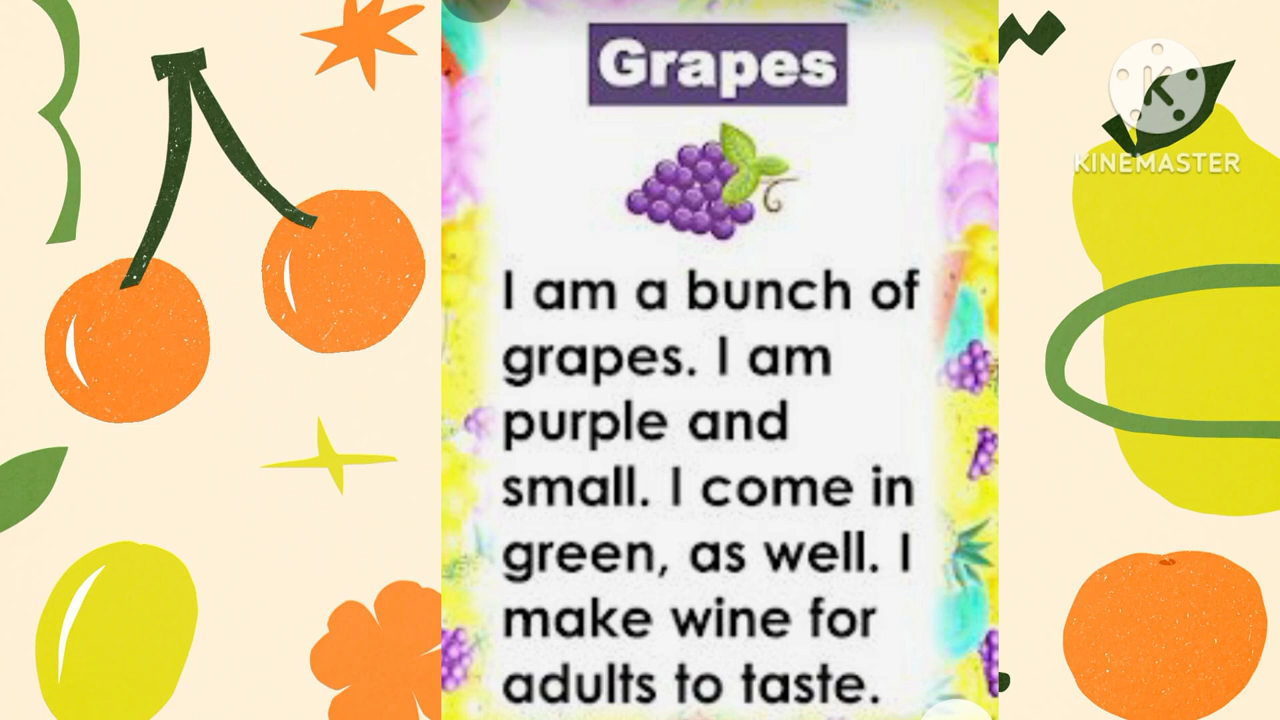 Grapes
I am a bunch of
grapes. I am
purple and
small. I come in
green, as well. I
make wine for
adults to taste.
K
KINEMASTER